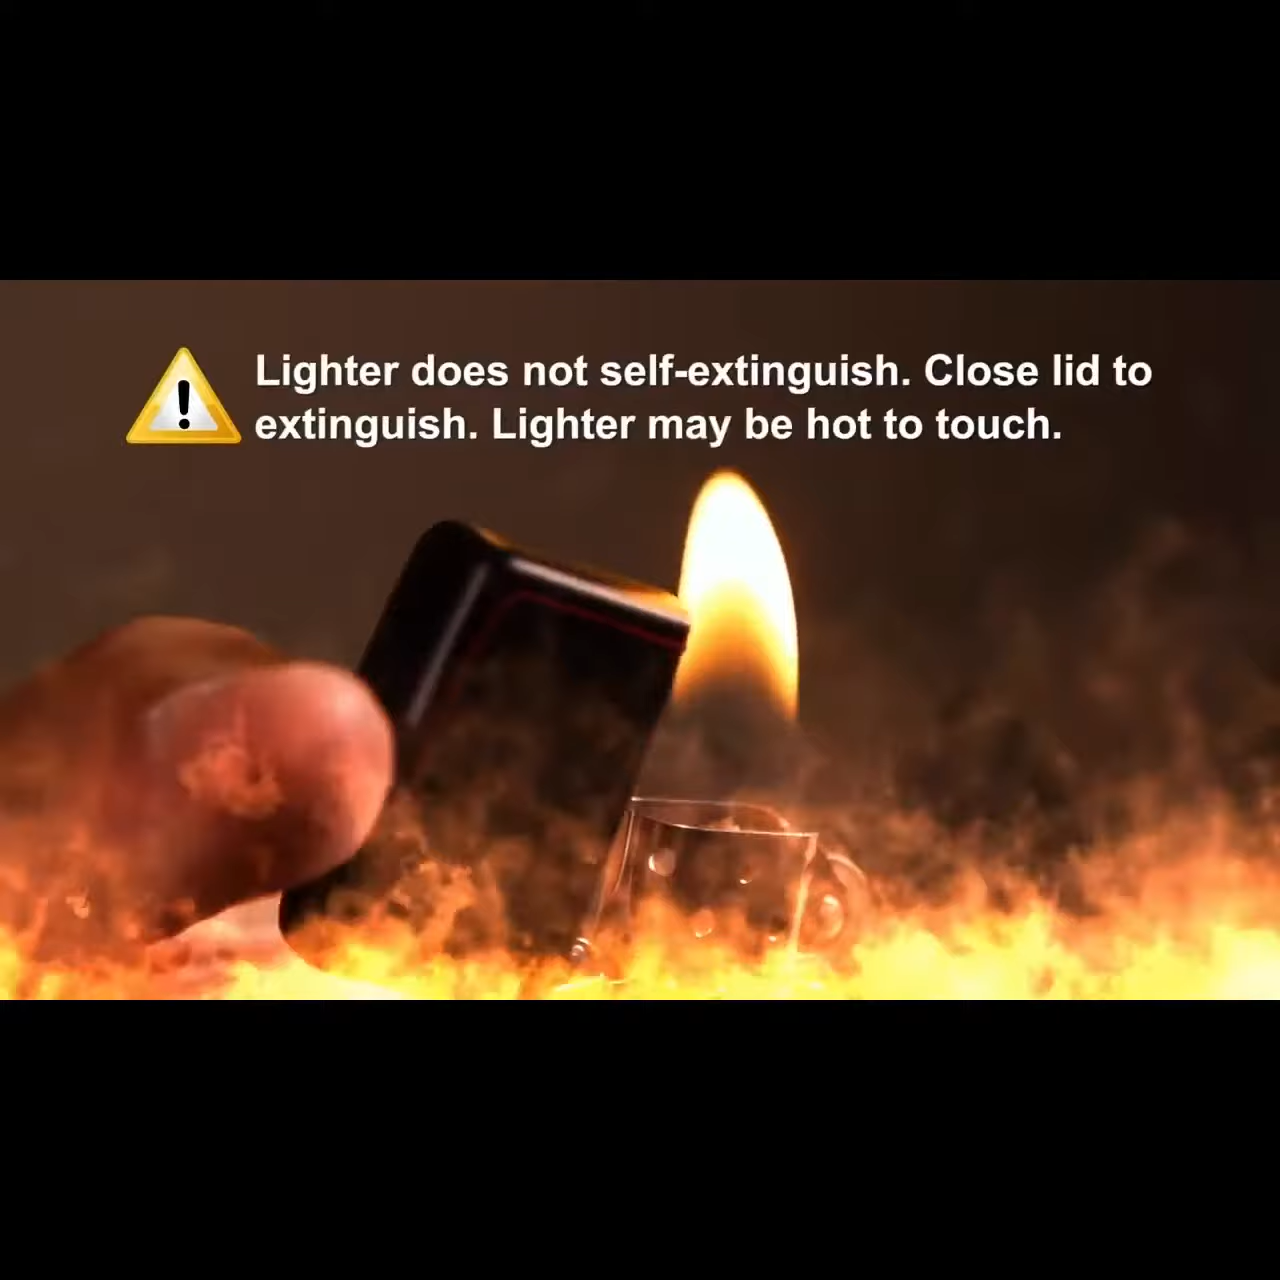 Lighter does not self-extinguish. Close lid to
extinguish. Lighter may be hot to touch.